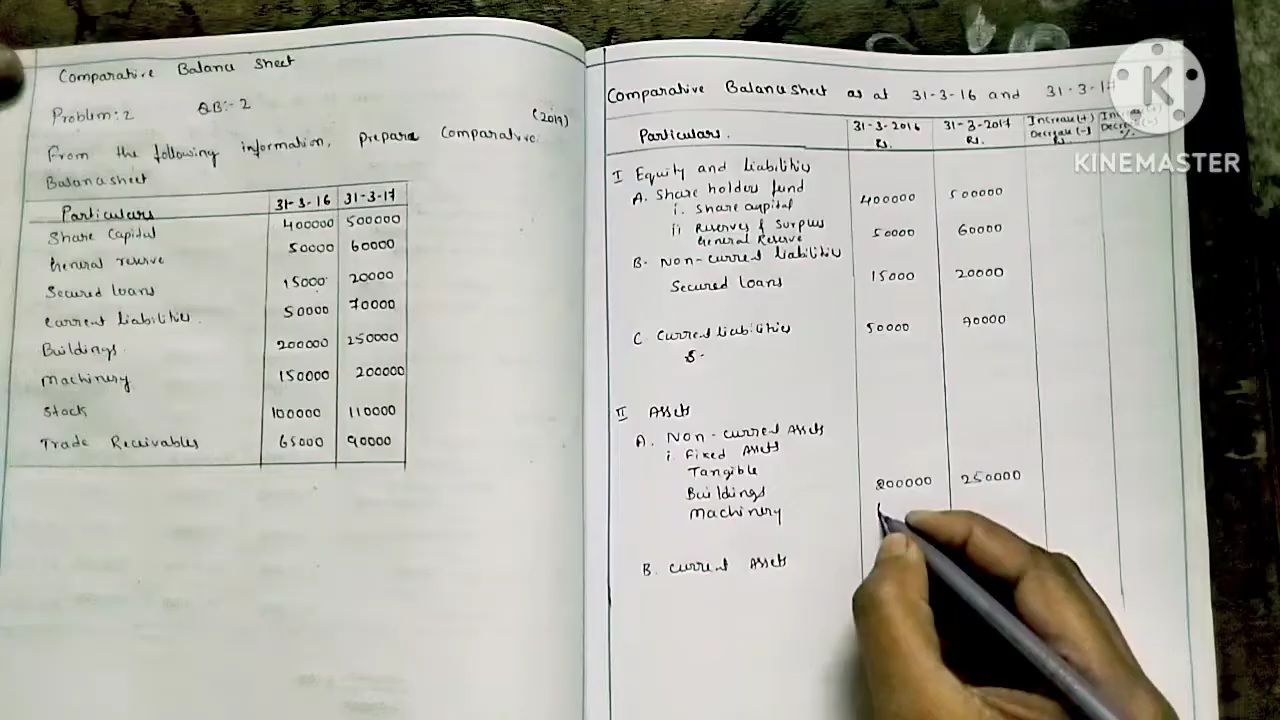 Comparative Balance Sheet
Problem: 2 QB:- 2
(2019)
From the following information, prepare Comparative
Balance sheet
Particulars 31-3-16 31-3-17
Share Capital 400000 500000
General reserve 50000 60000
Secured loans 15000 20000
Current liabilities. 50000 70000
Buildings 200000 250000
Machinery 150000 200000
Stock 100000 110000
Trade Receivables 65000 90000
Comparative Balance sheet as at 31-3-16 and 31-3-17
Particulars. 31-3-2016 Rs. 31-3-2017 Rs. Increase(+) Decrease(-) Rs.
I Equity and liabilities
A. Share holders fund
i. Share capital 400000 500000
ii Reserves & Surplus
General Reserve 50000 60000
B. Non-current liabilities
Secured loans 15000 20000
C Current liabilities 50000 70000
S.
II Assets
A. Non-current Assets
i. Fixed Assets
Tangible
Buildings 200000 250000
Machinery
B. Current Assets
K
KINEMASTER